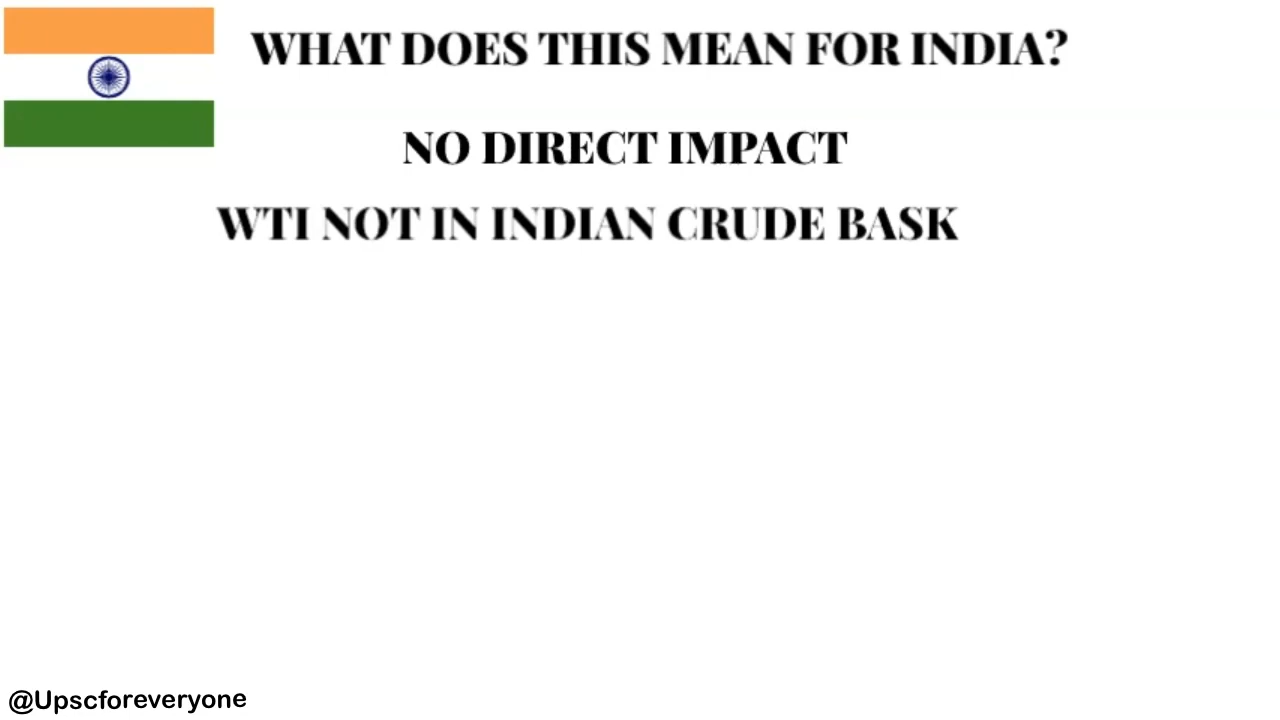 WHAT DOES THIS MEAN FOR INDIA?
NO DIRECT IMPACT
WTI NOT IN INDIAN CRUDE BASK
@Upscforeveryone